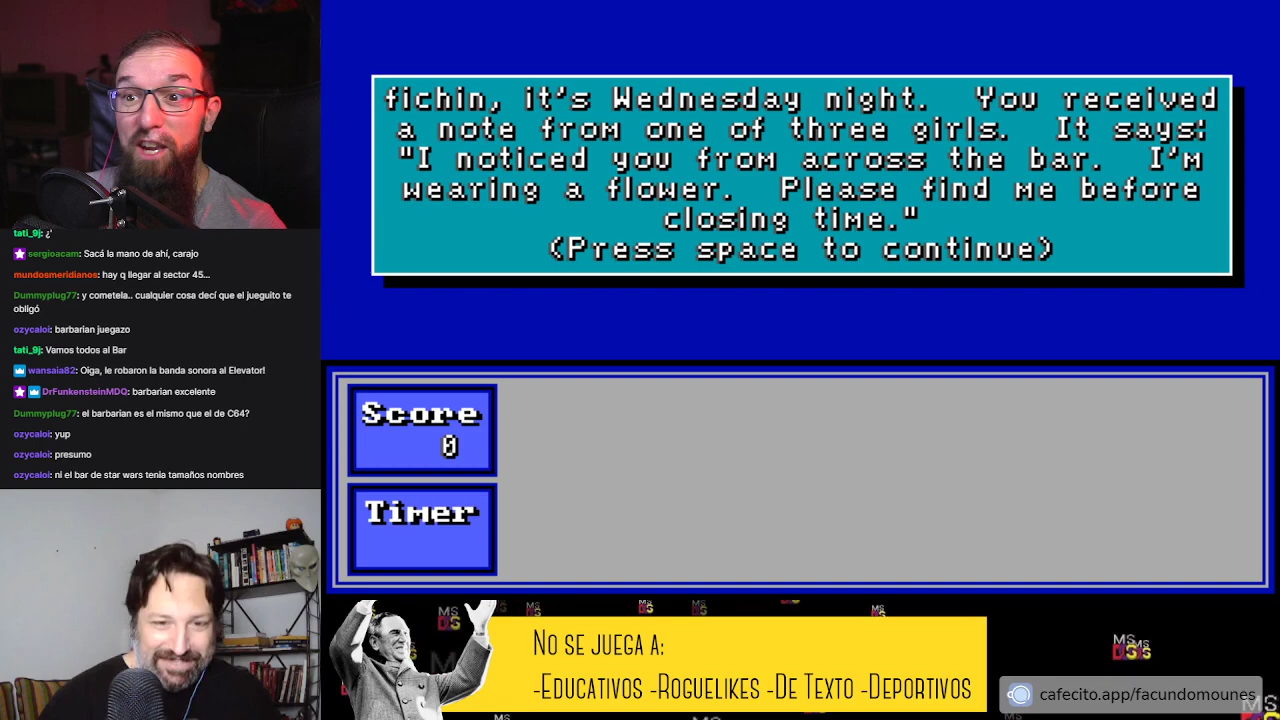 fichin, it's Wednesday night. You received
a note from one of three girls. It says:
"I noticed you from across the bar. I'm
wearing a flower. Please find me before
closing time."
(Press space to continue)
Score
0
Timer
tati_9j: ¿'
sergioacam: Sacá la mano de ahí, carajo
mundosmeridianos: hay q llegar al sector 45...
Dummyplug77: y cometela.. cualquier cosa decí que el jueguito te
obligó
ozycaloi: barbarian juegazo
tati_9j: Vamos todos al Bar
wansaia82: Oiga, le robaron la banda sonora al Elevator!
DrFunkensteinMDQ: barbarian excelente
Dummyplug77: el barbarian es el mismo que el de C64?
ozycaloi: yup
ozycaloi: presumo
ozycaloi: ni el bar de star wars tenia tamaños nombres
No se juega a:
-Educativos -Roguelikes -De Texto -Deportivos
cafecito.app/facundomounes